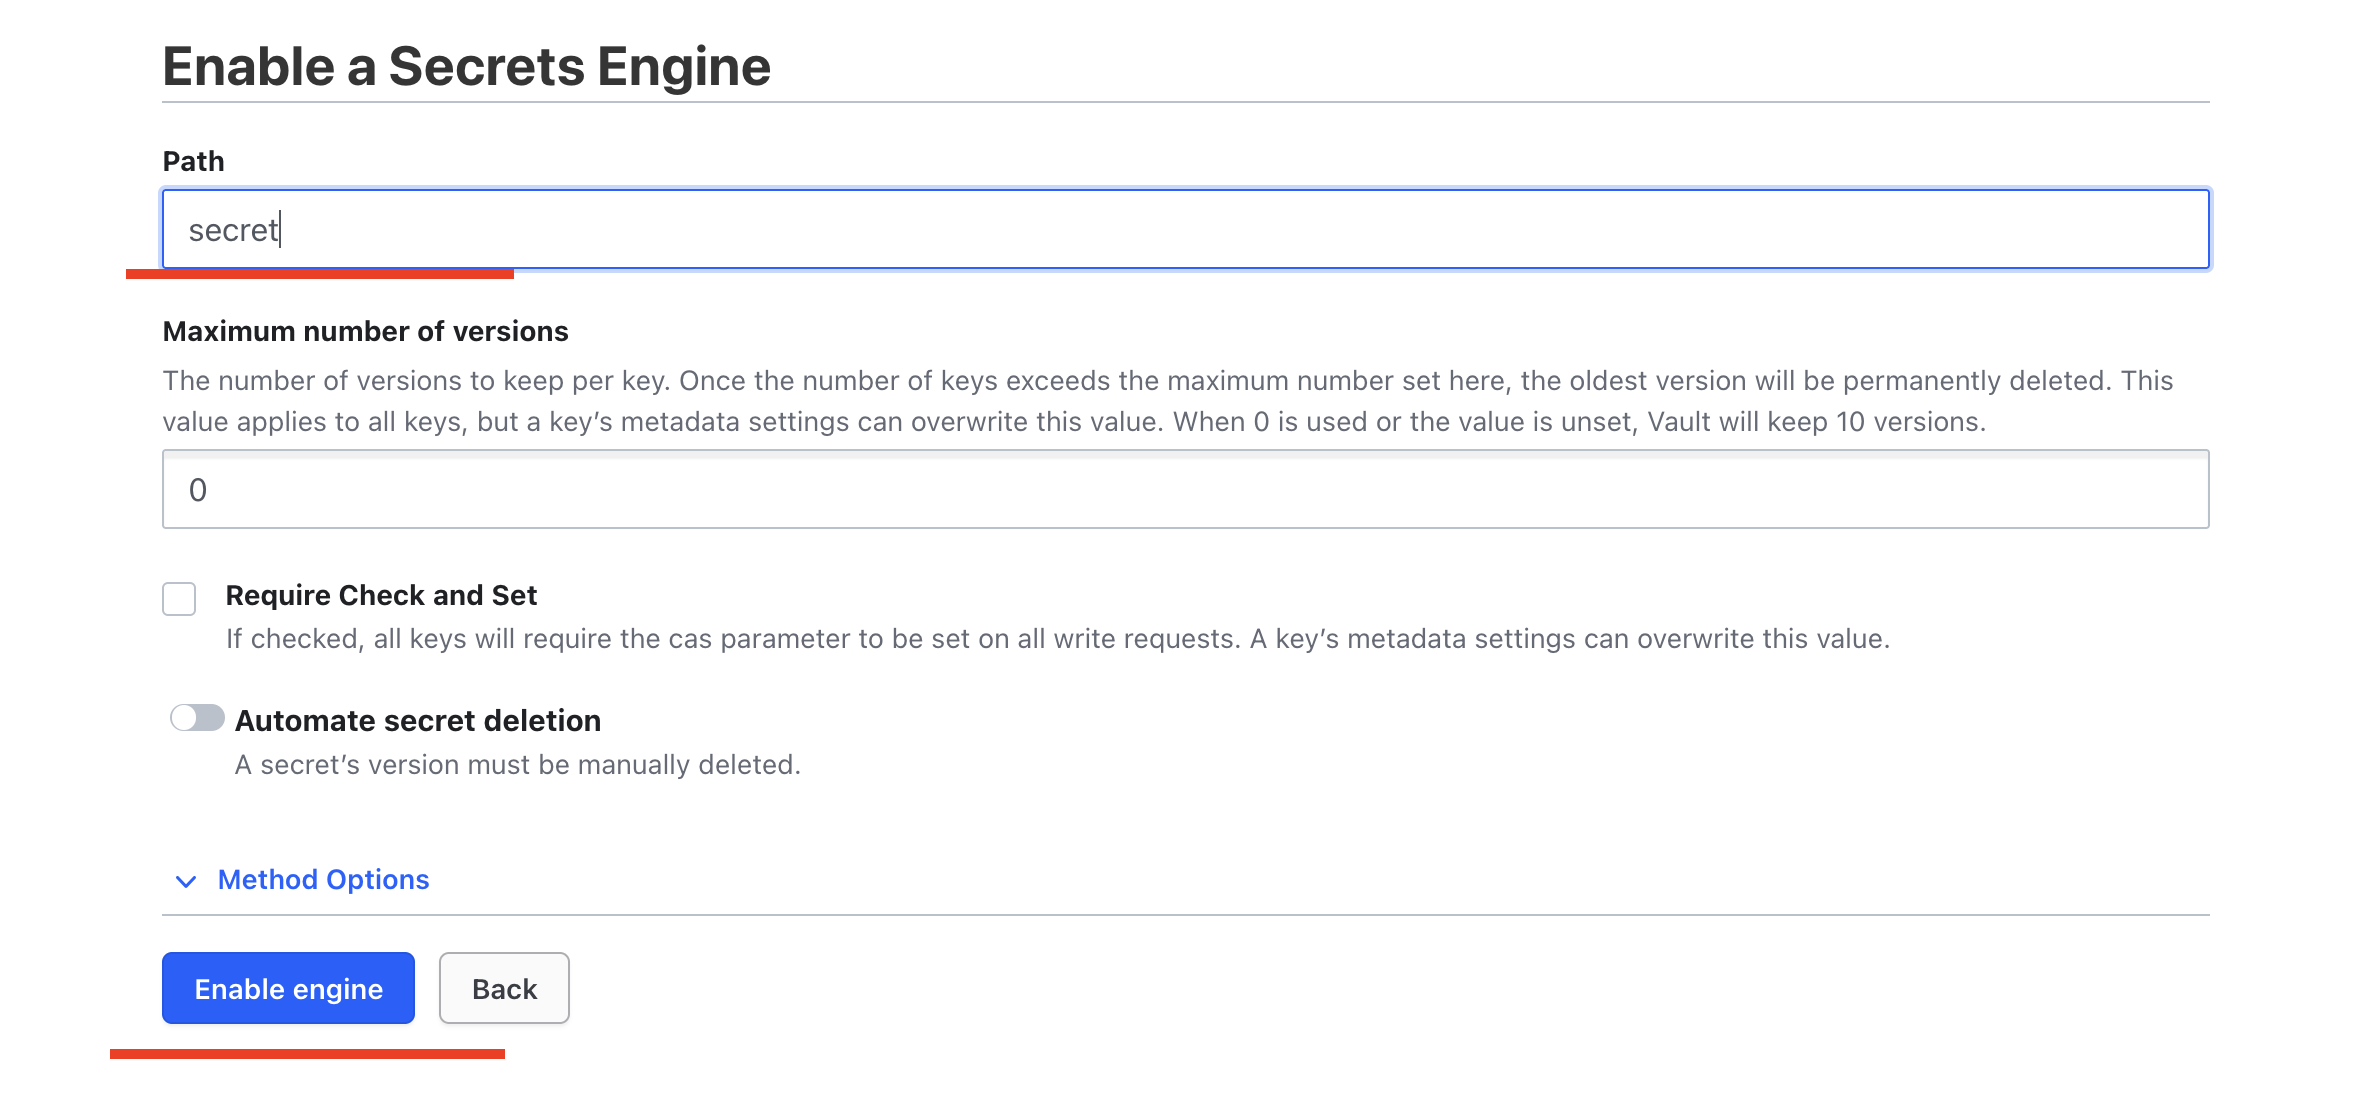 Enable a Secrets Engine
Path
secret
Maximum number of versions
The number of versions to keep per key. Once the number of keys exceeds the maximum number set here, the oldest version will be permanently deleted. This
value applies to all keys, but a key’s metadata settings can overwrite this value. When 0 is used or the value is unset, Vault will keep 10 versions.
0
Require Check and Set
If checked, all keys will require the cas parameter to be set on all write requests. A key’s metadata settings can overwrite this value.
Automate secret deletion
A secret’s version must be manually deleted.
Method Options
Enable engine Back